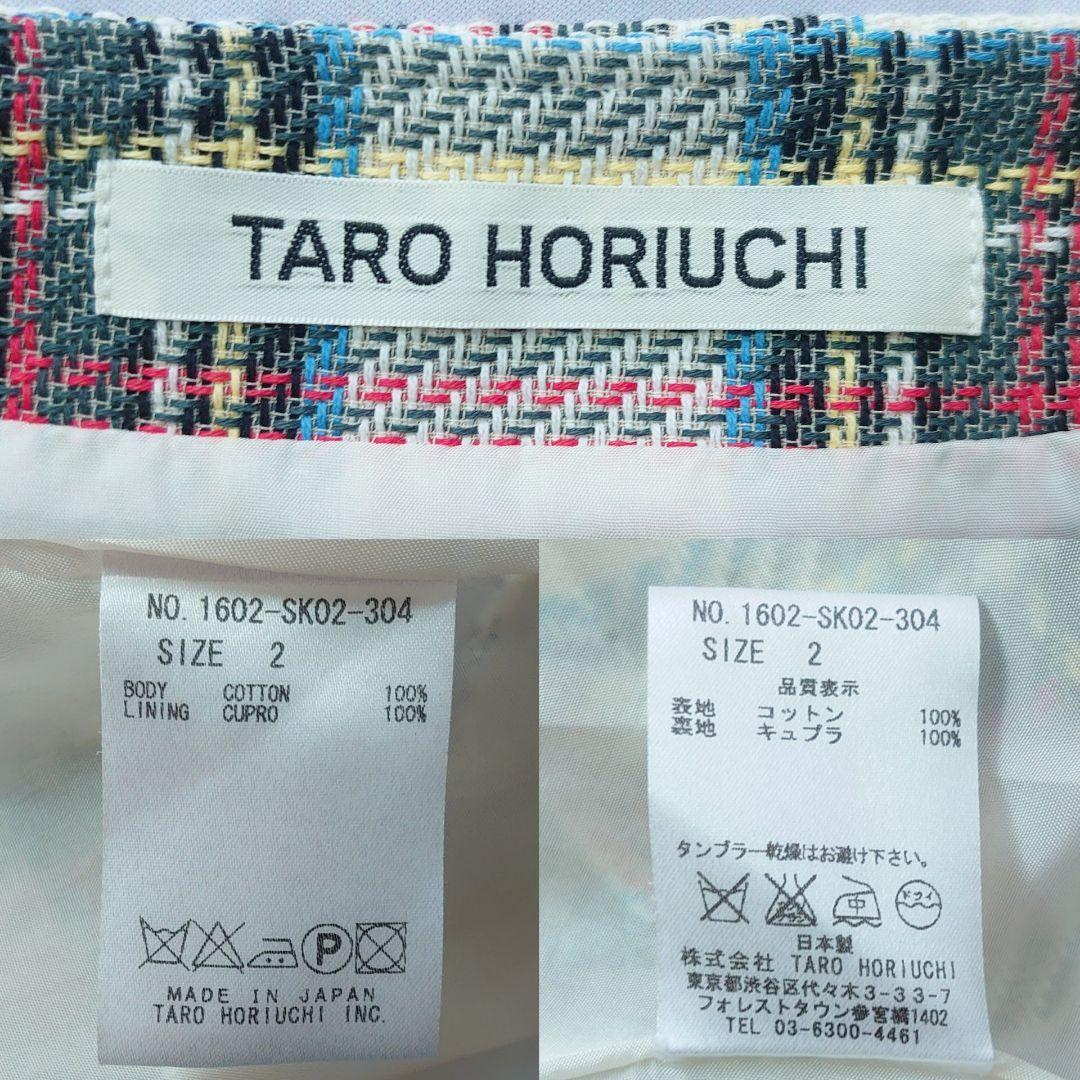 TARO HORIUCHI
NO. 1602-SK02-304
SIZE 2
BODY COTTON 100%
LINING CUPRO 100%
P
MADE IN JAPAN
TARO HORIUCHI INC.
NO. 1602-SK02-304
SIZE 2
品質表示
表地 コットン 100%
裏地 キュプラ 100%
タンブラー乾燥はお避け下さい。
中 ドライ
日本製
株式会社 TARO HORIUCHI
東京都渋谷区代々木3-33-7
フォレストタウン参宮橋1402
TEL 03-6300-4461